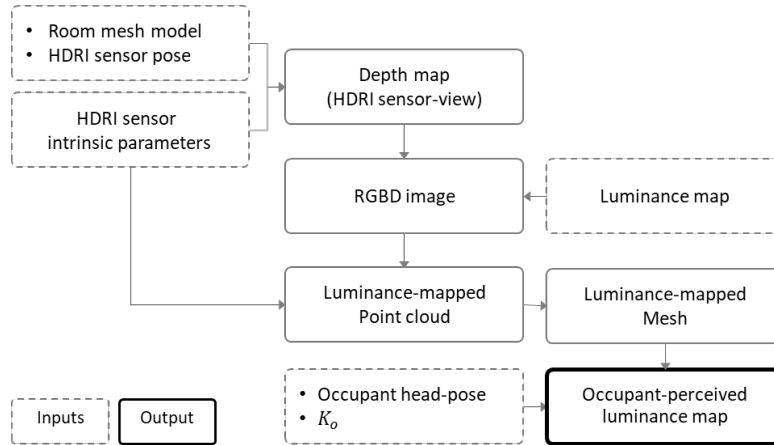 • Room mesh model
• HDRI sensor pose
Depth map
(HDRI sensor-view)
HDRI sensor
intrinsic parameters
RGBD image
Luminance map
Luminance-mapped
Point cloud
Luminance-mapped
Mesh
• Occupant head-pose
• Kₒ
Occupant-perceived
luminance map
Inputs
Output